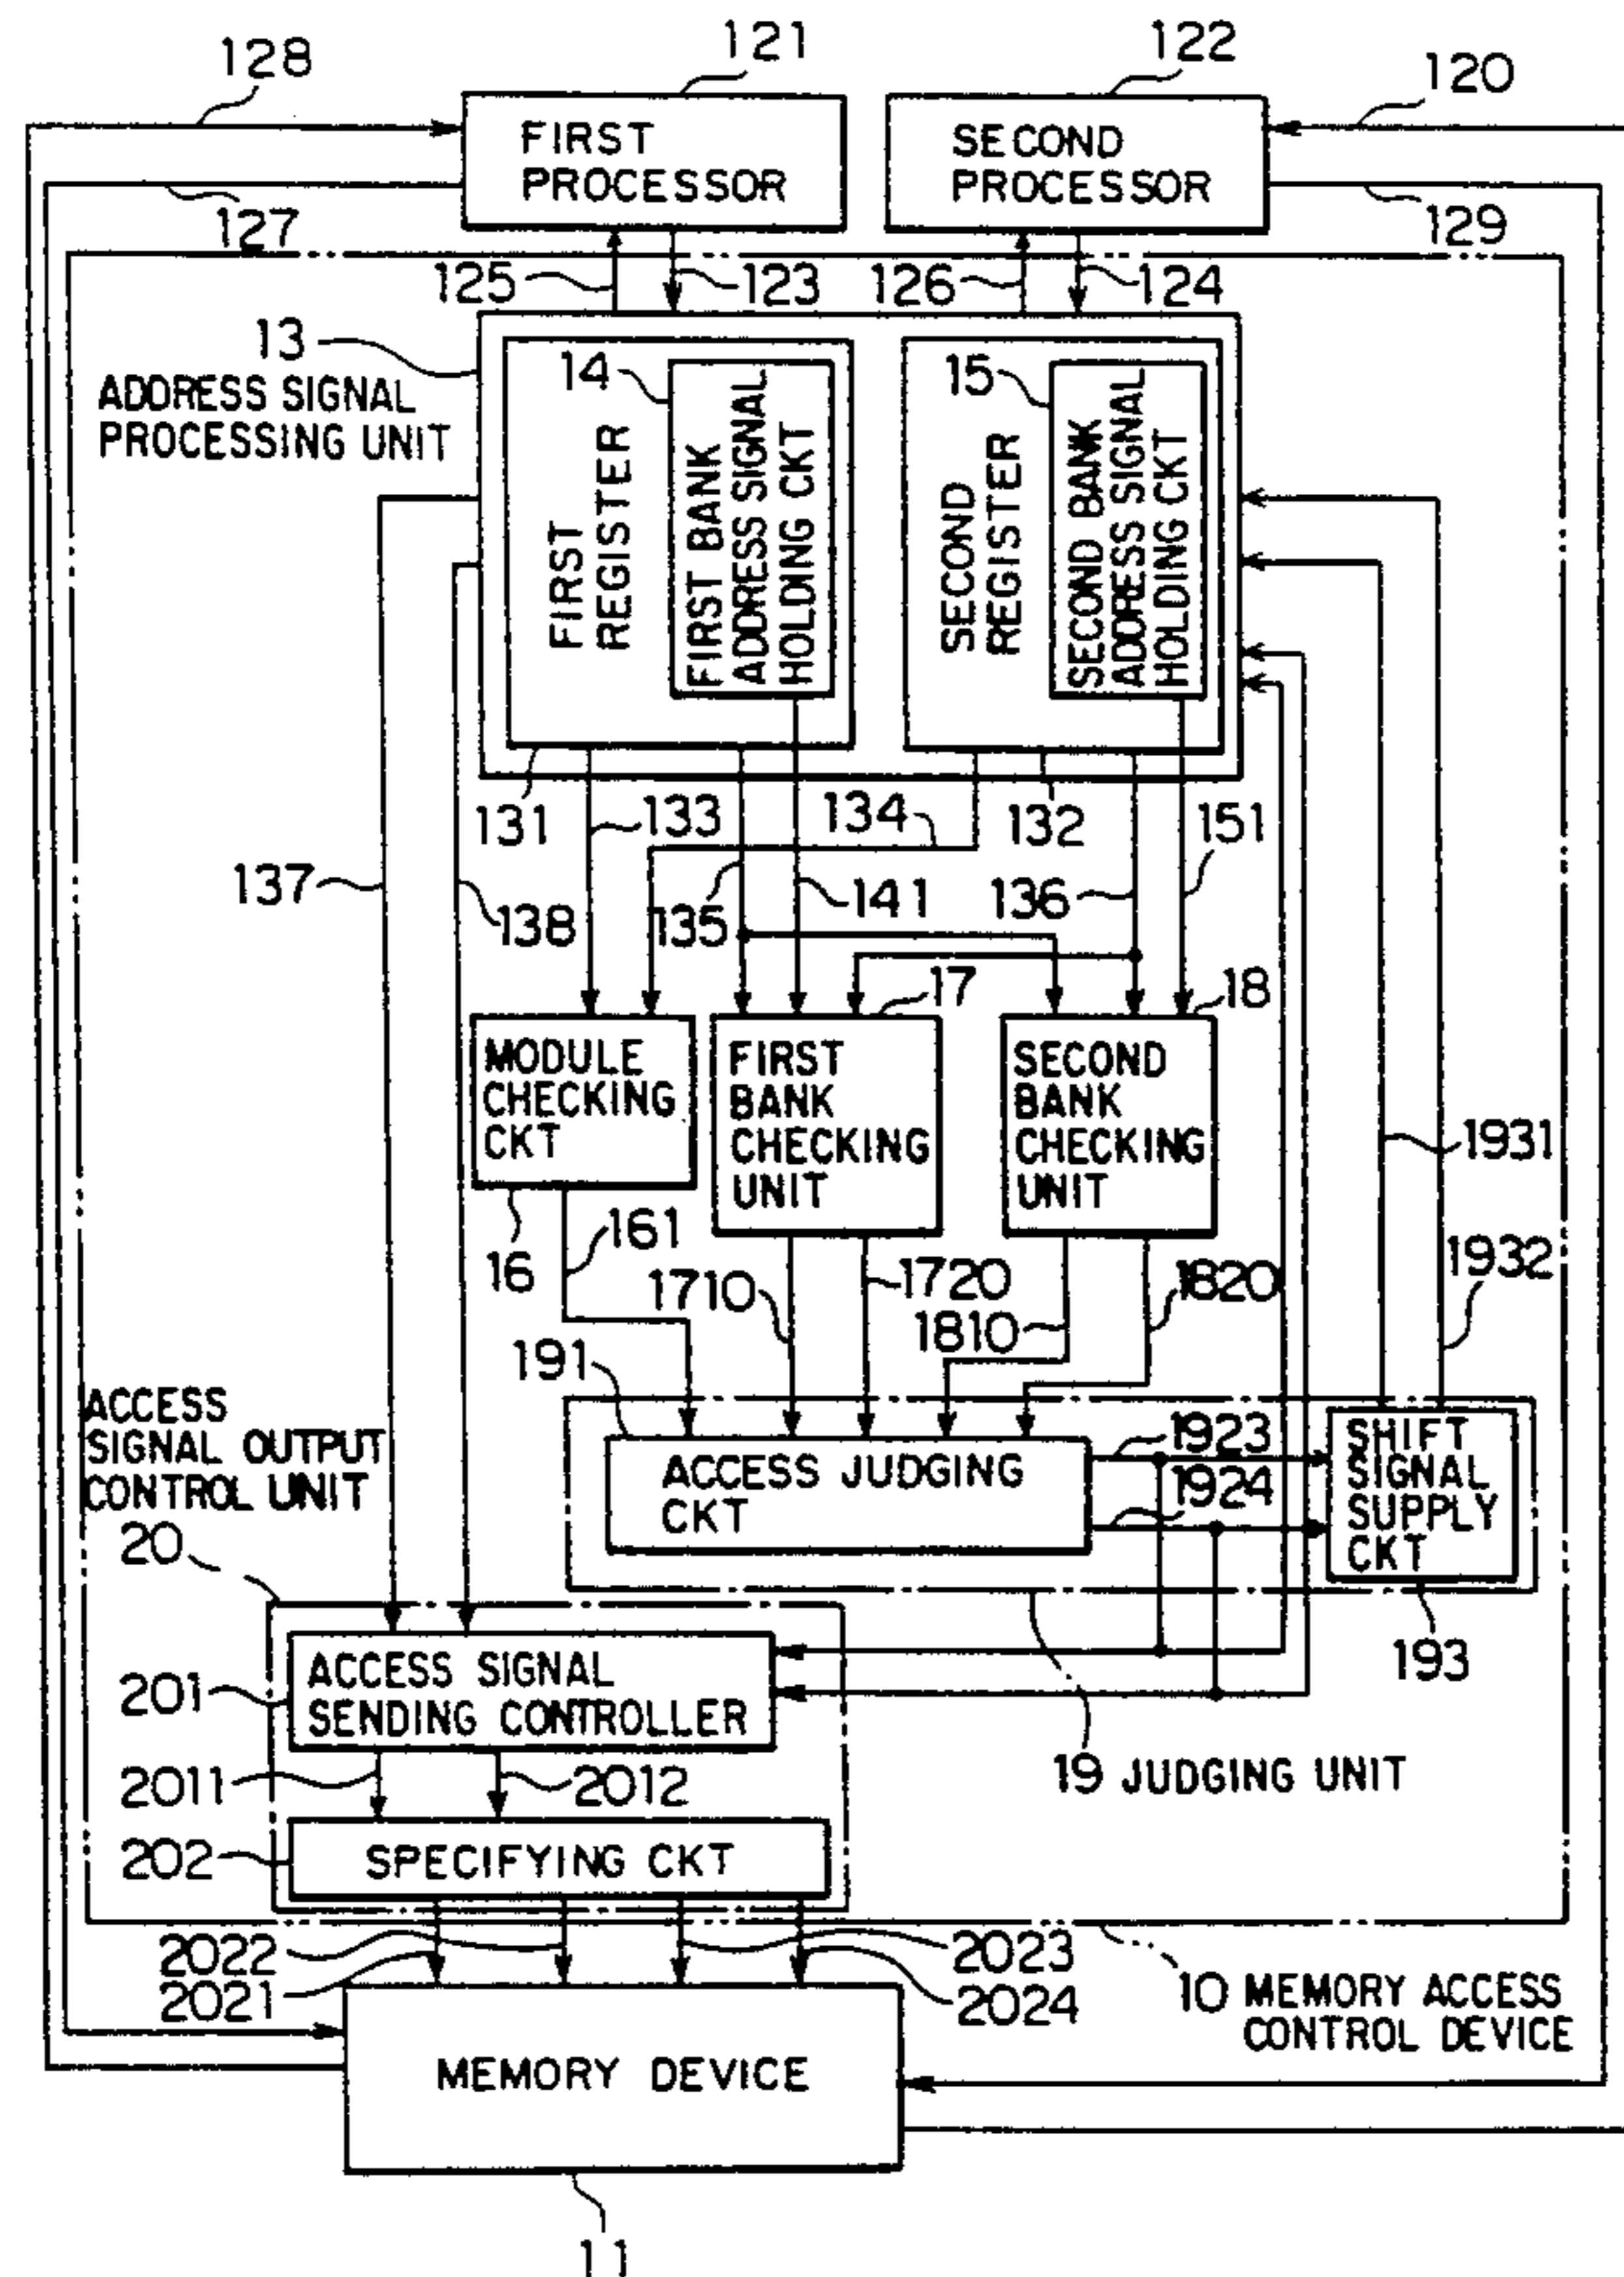 128
121
122
120
FIRST
PROCESSOR
SECOND
PROCESSOR
127
129
125
123
126
124
13
ADDRESS SIGNAL
PROCESSING UNIT
14
15
FIRST
REGISTER
FIRST BANK
ADDRESS SIGNAL
HOLDING CKT
SECOND
REGISTER
SECOND BANK
ADDRESS SIGNAL
HOLDING CKT
131
133
134
132
151
137
138
135
141
136
17
18
MODULE
CHECKING
CKT
FIRST
BANK
CHECKING
UNIT
SECOND
BANK
CHECKING
UNIT
1931
16
161
1710
1720
1810
1820
1932
191
ACCESS
SIGNAL OUTPUT
CONTROL UNIT
20
ACCESS JUDGING
CKT
1923
1924
SHIFT
SIGNAL
SUPPLY
CKT
193
201
ACCESS SIGNAL
SENDING CONTROLLER
19 JUDGING UNIT
2011
2012
202
SPECIFYING CKT
2022
2021
2023
2024
10 MEMORY ACCESS
CONTROL DEVICE
MEMORY DEVICE
11